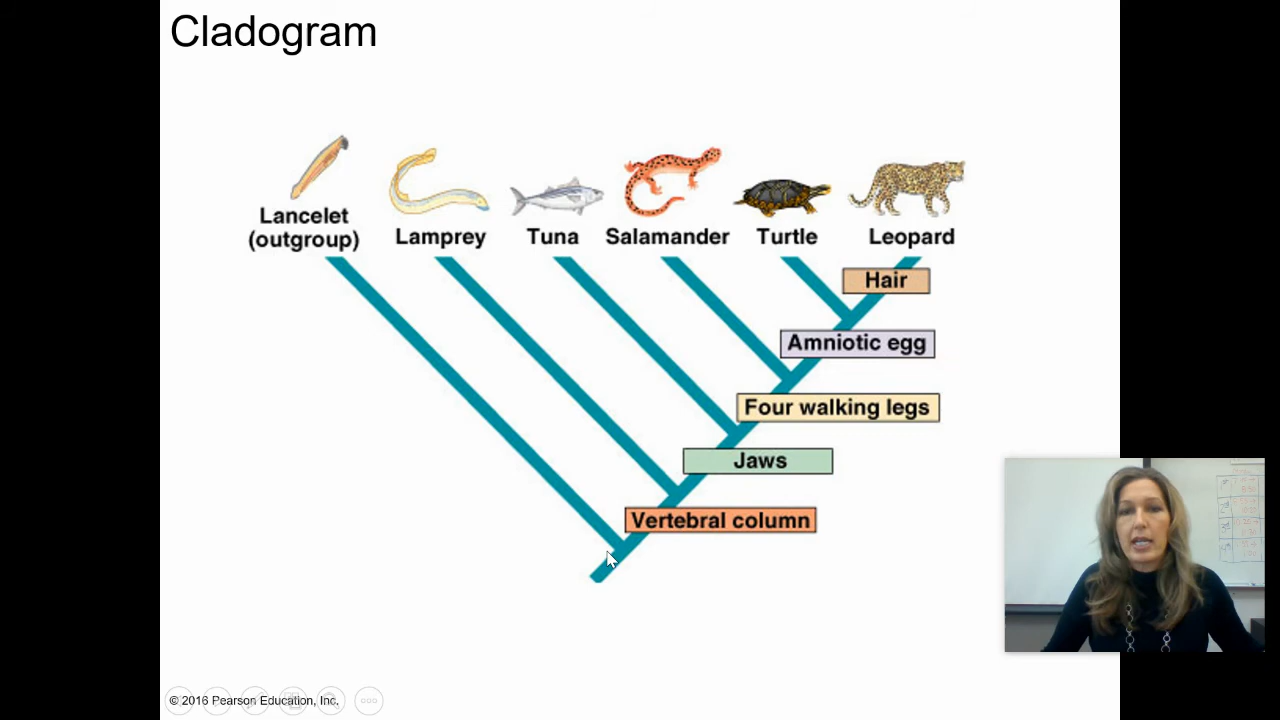 Cladogram
Lancelet
(outgroup)
Lamprey
Tuna
Salamander
Turtle
Leopard
Hair
Amniotic egg
Four walking legs
Jaws
Vertebral column
© 2016 Pearson Education, Inc.